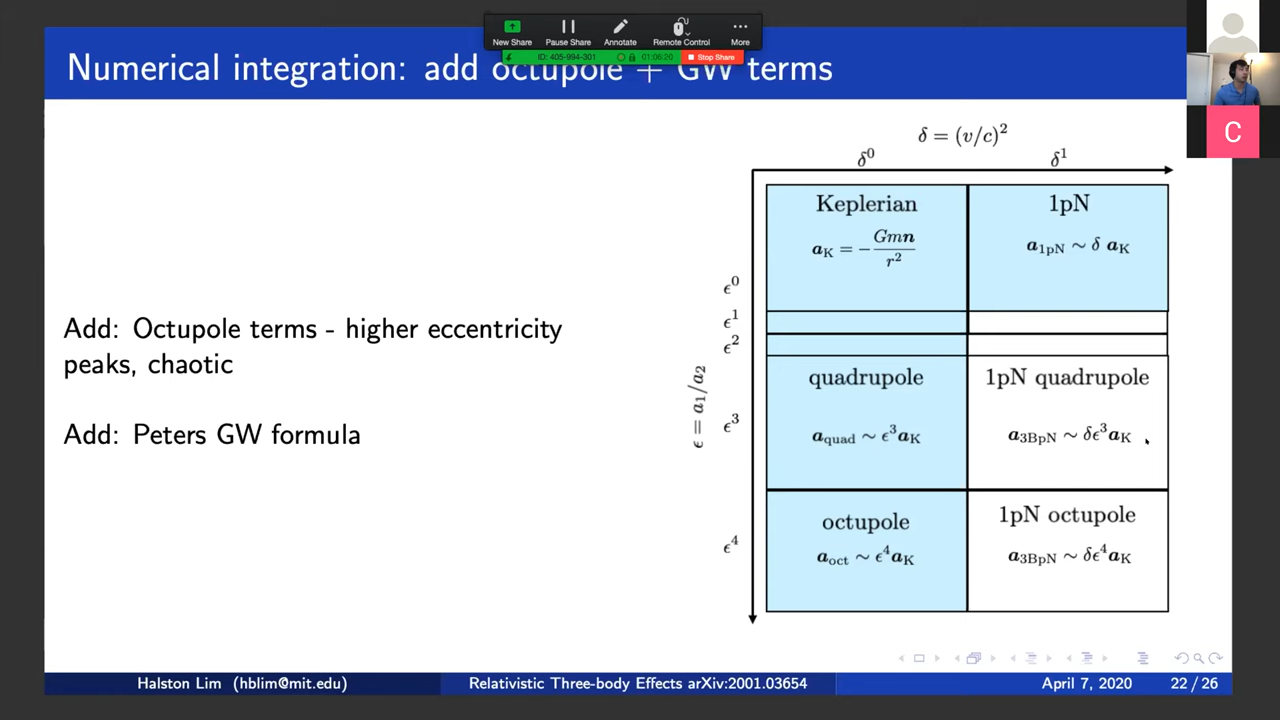 New Share
Pause Share
Annotate
Remote Control
More
ID: 405-994-301
01:06:20
Stop Share
Numerical integration: add octupole + GW terms
C
δ = (v/c)²
δ⁰
δ¹
Keplerian
1pN
a_K = − Gmn / r²
a_1pN ∼ δ a_K
ϵ⁰
ϵ¹
ϵ²
Add: Octupole terms - higher eccentricity
peaks, chaotic
Add: Peters GW formula
ϵ = a₁/a₂
quadrupole
1pN quadrupole
ϵ³
a_quad ∼ ϵ³a_K
a_3BpN ∼ δϵ³a_K
octupole
1pN octupole
ϵ⁴
a_oct ∼ ϵ⁴a_K
a_3BpN ∼ δϵ⁴a_K
Halston Lim (hblim@mit.edu)
Relativistic Three-body Effects arXiv:2001.03654
April 7, 2020
22 / 26